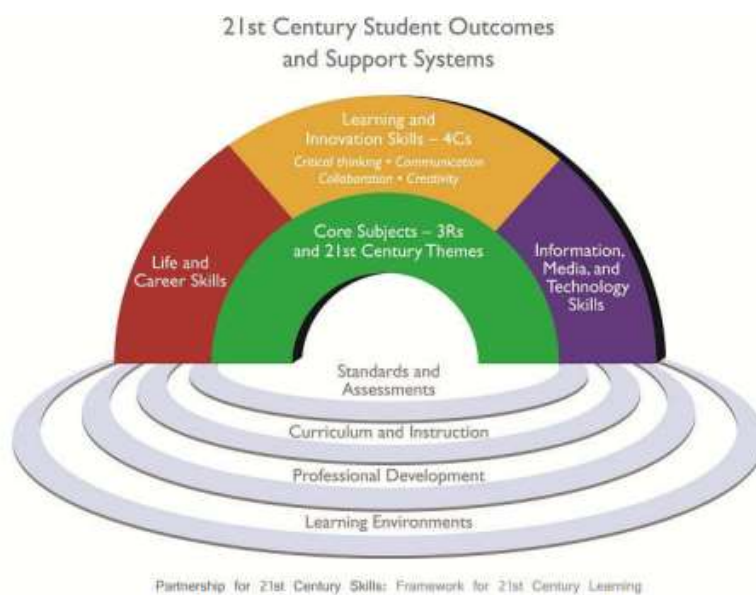 21st Century Student Outcomes
and Support Systems
Learning and
Innovation Skills – 4Cs
Critical thinking • Communication
Collaboration • Creativity
Core Subjects – 3Rs
and 21st Century Themes
Life and
Career Skills
Information,
Media, and
Technology
Skills
Standards and
Assessments
Curriculum and Instruction
Professional Development
Learning Environments
Partnership for 21st Century Skills: Framework for 21st Century Learning